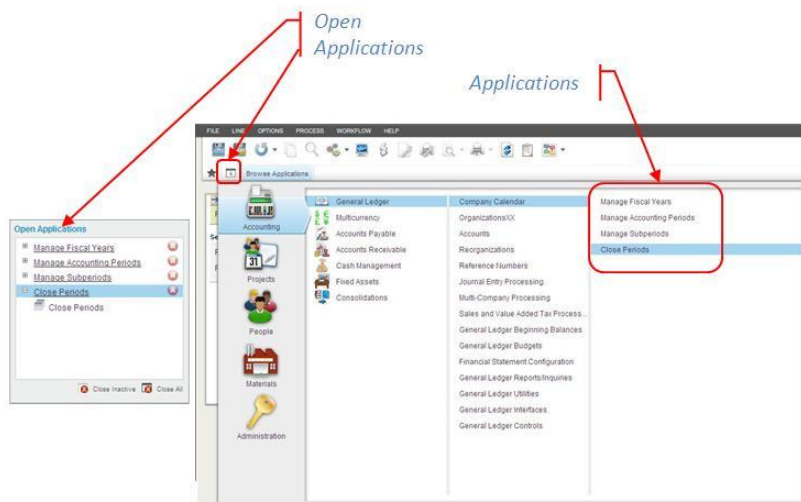 Open
Applications
Applications
FILE LINE OPTIONS PROCESS WORKFLOW HELP
Browse Applications
Accounting
Projects
People
Materials
Administration
General Ledger
Multicurrency
Accounts Payable
Accounts Receivable
Cash Management
Fixed Assets
Consolidations
Company Calendar
Organizations\XX
Accounts
Reorganizations
Reference Numbers
Journal Entry Processing
Multi-Company Processing
Sales and Value Added Tax Process...
General Ledger Beginning Balances
General Ledger Budgets
Financial Statement Configuration
General Ledger Reports/Inquiries
General Ledger Utilities
General Ledger Interfaces
General Ledger Controls
Manage Fiscal Years
Manage Accounting Periods
Manage Subperiods
Close Periods
Open Applications
Manage Fiscal Years
Manage Accounting Periods
Manage Subperiods
Close Periods
Close Periods
Close Inactive Close All